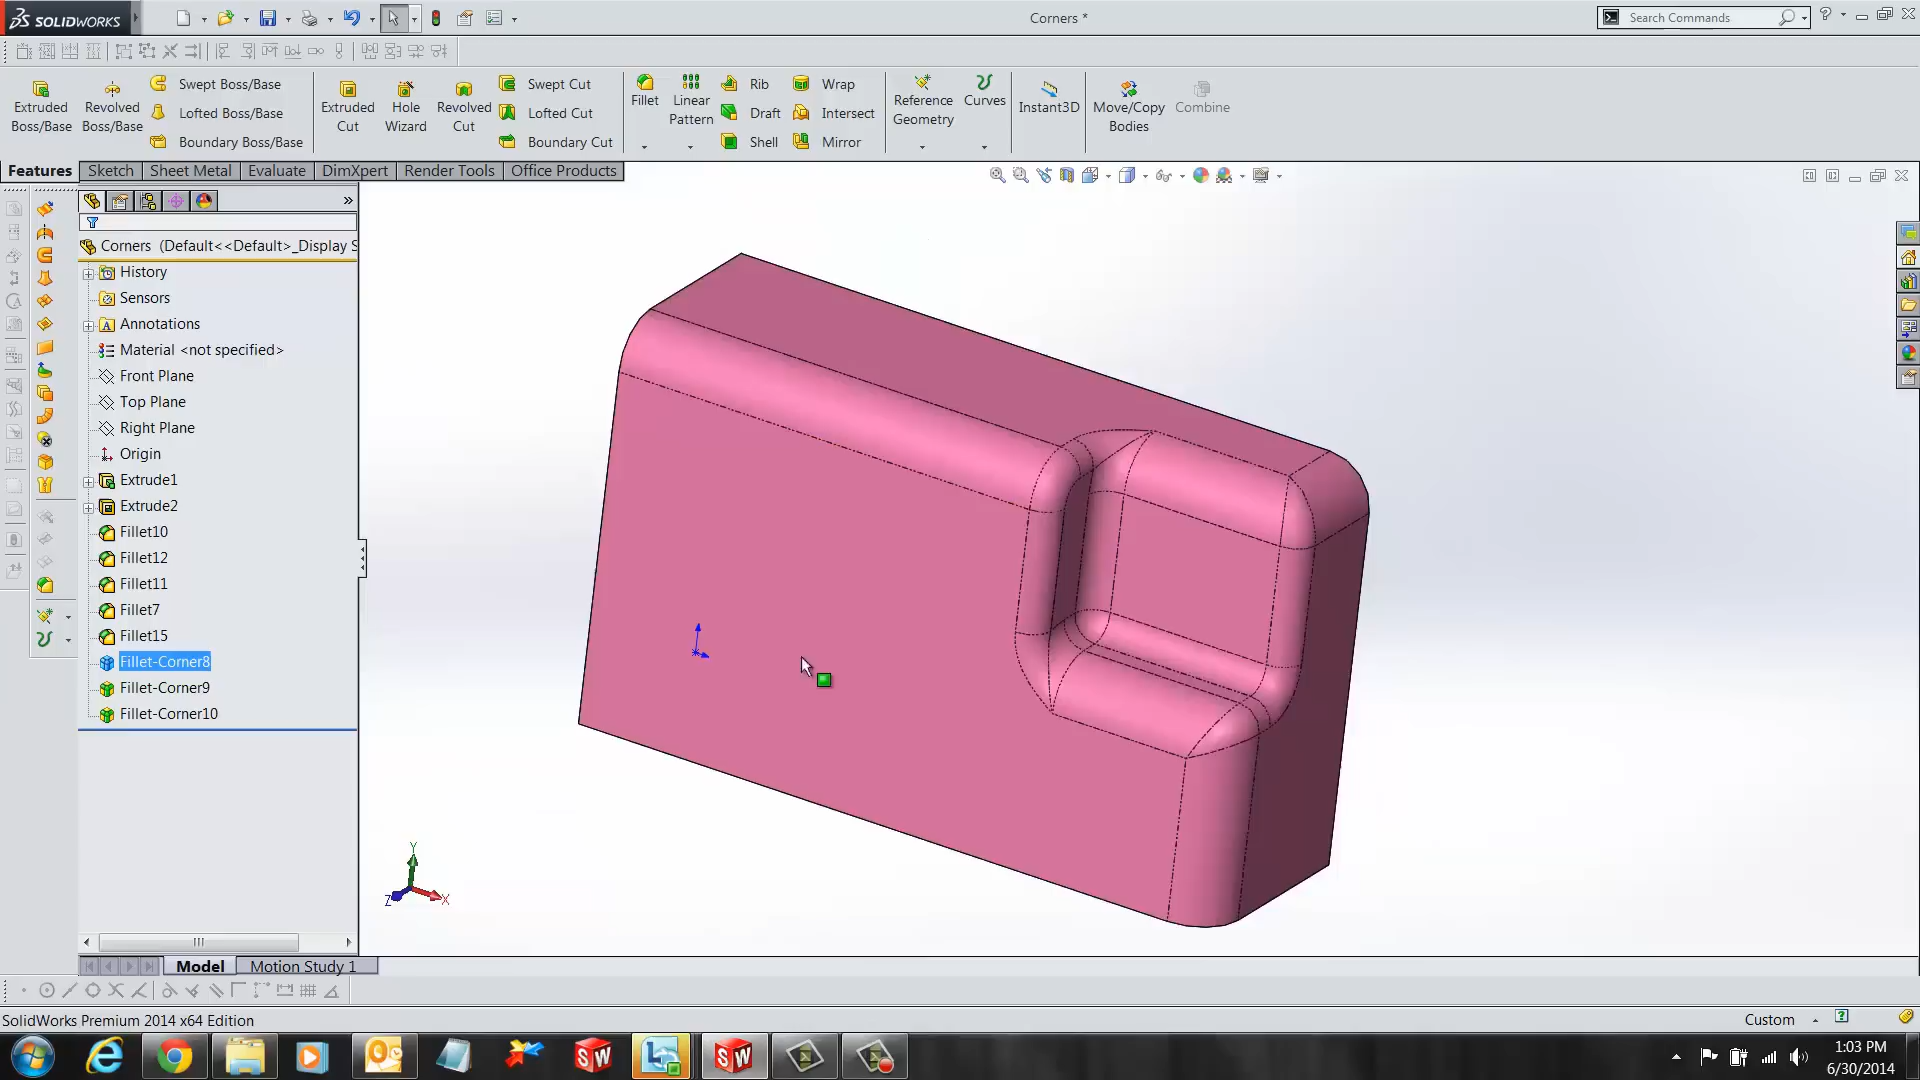 SOLIDWORKS
Corners *
Search Commands
Extruded Boss/Base
Revolved Boss/Base
Swept Boss/Base
Lofted Boss/Base
Boundary Boss/Base
Extruded Cut
Hole Wizard
Revolved Cut
Swept Cut
Lofted Cut
Boundary Cut
Fillet
Linear Pattern
Rib
Draft
Shell
Wrap
Intersect
Mirror
Reference Geometry
Curves
Instant3D
Move/Copy Bodies
Combine
Features
Sketch
Sheet Metal
Evaluate
DimXpert
Render Tools
Office Products
Corners (Default<<Default>_Display S
History
Sensors
Annotations
Material <not specified>
Front Plane
Top Plane
Right Plane
Origin
Extrude1
Extrude2
Fillet10
Fillet12
Fillet11
Fillet7
Fillet15
Fillet-Corner8
Fillet-Corner9
Fillet-Corner10
Y
Z
X
Model
Motion Study 1
SolidWorks Premium 2014 x64 Edition
Custom
1:03 PM
6/30/2014